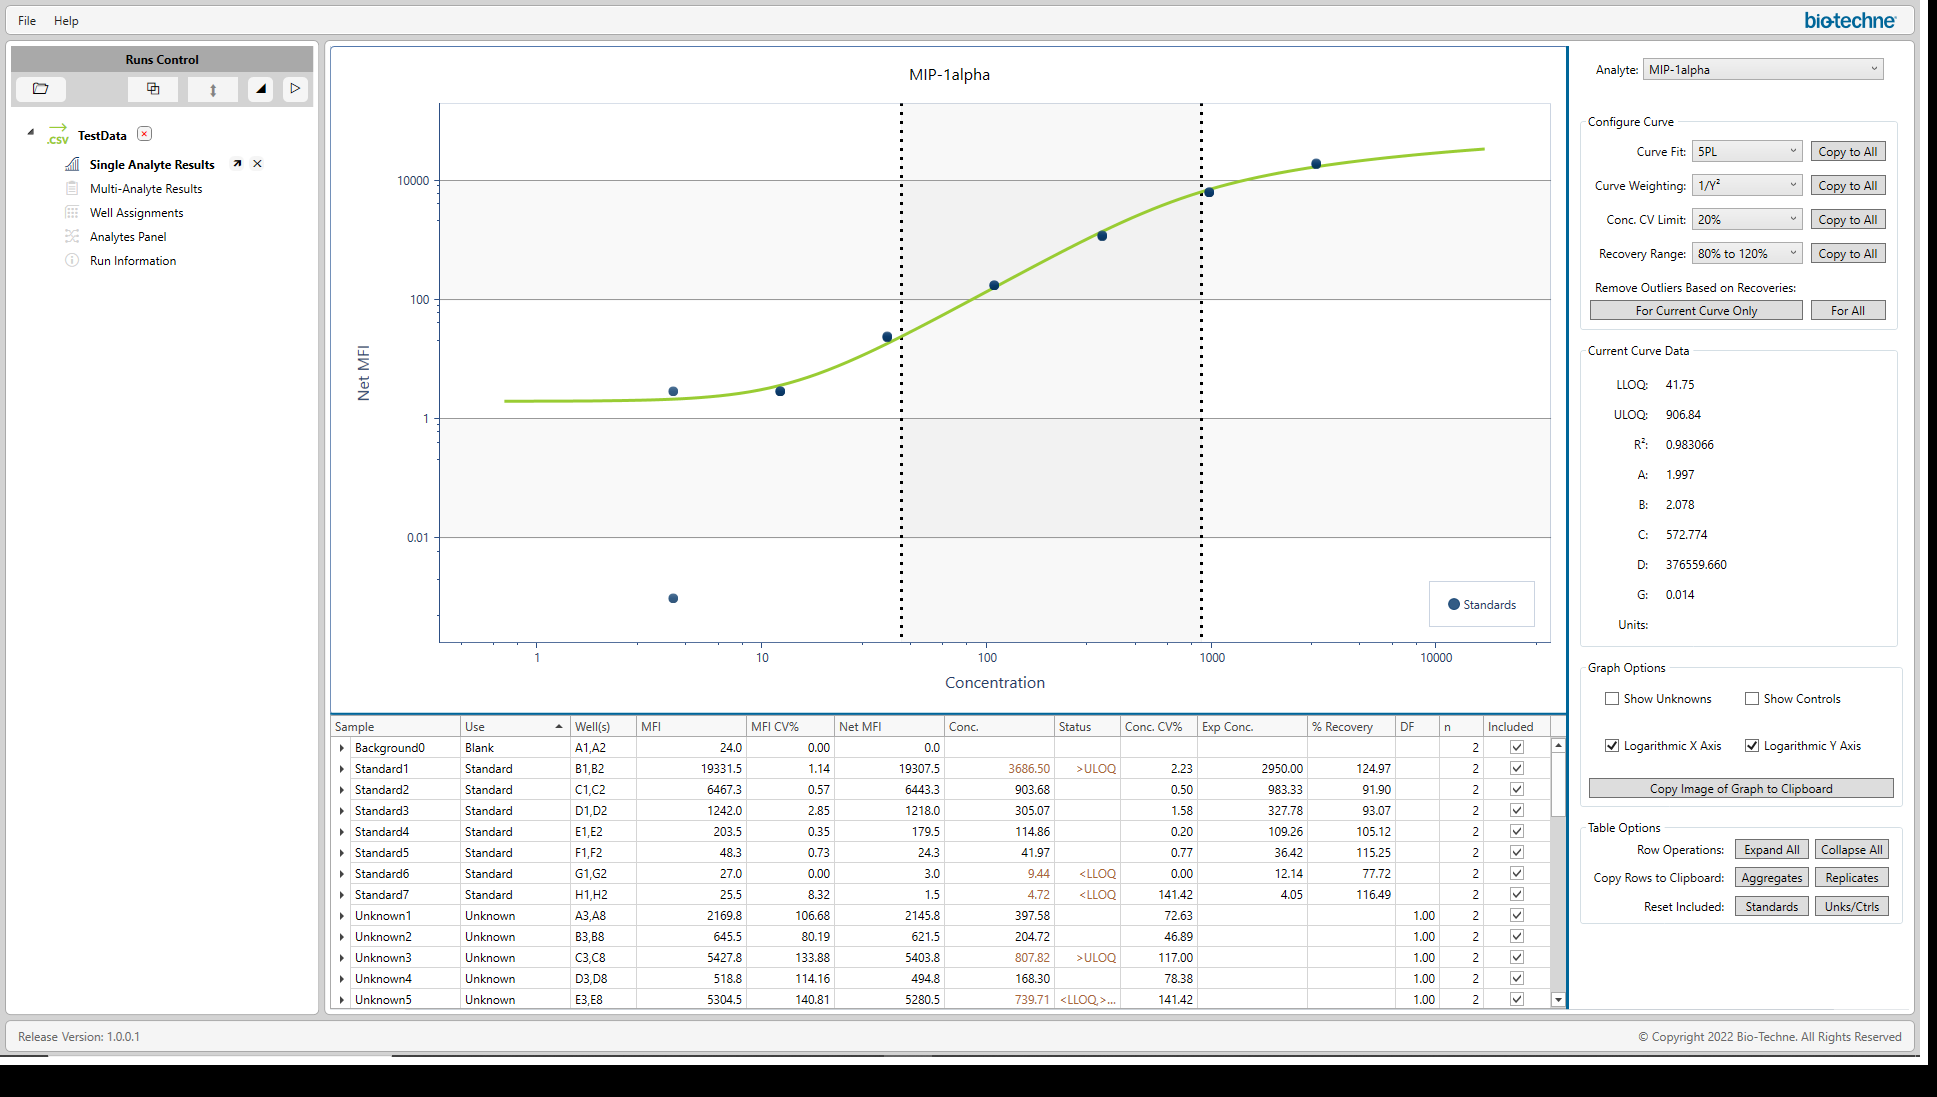 File Help
bio-techne
Runs Control
.csv TestData
Single Analyte Results
Multi-Analyte Results
Well Assignments
Analytes Panel
Run Information
MIP-1alpha
Net MFI
10000
100
1
0.01
1 10 100 1000 10000
Concentration
Standards
Sample Use Well(s) MFI MFI CV% Net MFI Conc. Status Conc. CV% Exp Conc. % Recovery DF n Included
Background0 Blank A1,A2 24.0 0.00 0.0 2
Standard1 Standard B1,B2 19331.5 1.14 19307.5 3686.50 >ULOQ 2.23 2950.00 124.97 2
Standard2 Standard C1,C2 6467.3 0.57 6443.3 903.68 0.50 983.33 91.90 2
Standard3 Standard D1,D2 1242.0 2.85 1218.0 305.07 1.58 327.78 93.07 2
Standard4 Standard E1,E2 203.5 0.35 179.5 114.86 0.20 109.26 105.12 2
Standard5 Standard F1,F2 48.3 0.73 24.3 41.97 0.77 36.42 115.25 2
Standard6 Standard G1,G2 27.0 0.00 3.0 9.44 <LLOQ 0.00 12.14 77.72 2
Standard7 Standard H1,H2 25.5 8.32 1.5 4.72 <LLOQ 141.42 4.05 116.49 2
Unknown1 Unknown A3,A8 2169.8 106.68 2145.8 397.58 72.63 1.00 2
Unknown2 Unknown B3,B8 645.5 80.19 621.5 204.72 46.89 1.00 2
Unknown3 Unknown C3,C8 5427.8 133.88 5403.8 807.82 >ULOQ 117.00 1.00 2
Unknown4 Unknown D3,D8 518.8 114.16 494.8 168.30 78.38 1.00 2
Unknown5 Unknown E3,E8 5304.5 140.81 5280.5 739.71 <LLOQ,>... 141.42 1.00 2
Analyte: MIP-1alpha
Configure Curve
Curve Fit: 5PL Copy to All
Curve Weighting: 1/Y² Copy to All
Conc. CV Limit: 20% Copy to All
Recovery Range: 80% to 120% Copy to All
Remove Outliers Based on Recoveries:
For Current Curve Only For All
Current Curve Data
LLOQ: 41.75
ULOQ: 906.84
R²: 0.983066
A: 1.997
B: 2.078
C: 572.774
D: 376559.660
G: 0.014
Units:
Graph Options
Show Unknowns Show Controls
Logarithmic X Axis Logarithmic Y Axis
Copy Image of Graph to Clipboard
Table Options
Row Operations: Expand All Collapse All
Copy Rows to Clipboard: Aggregates Replicates
Reset Included: Standards Unks/Ctrls
Release Version: 1.0.0.1
© Copyright 2022 Bio-Techne. All Rights Reserved